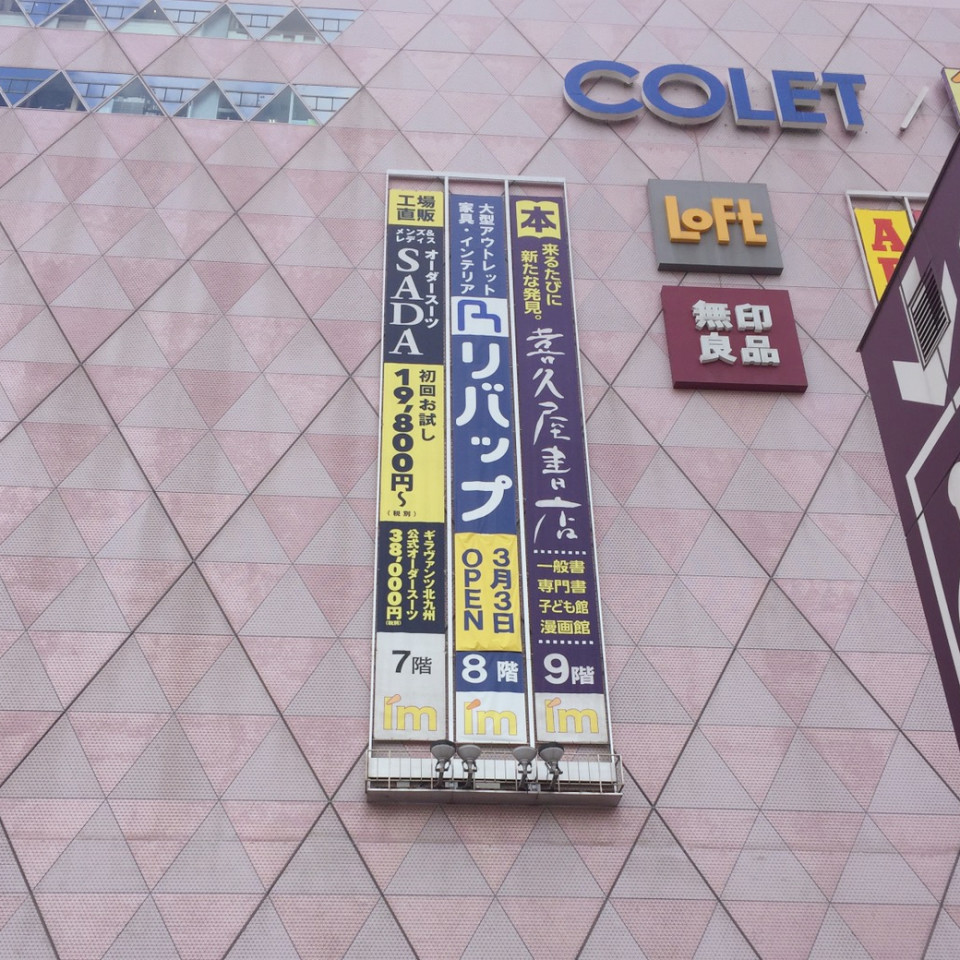 COLET
LOFT
無印
良品
工場
直販
メンズ&
レディス
オーダースーツ
SADA
初回お試し
19,800円~
(税別)
ギラヴァンツ北九州
公式オーダースーツ
38,000円
(税別)
7階
i'm
大型アウトレット
家具・インテリア
リバップ
3月3日
OPEN
8階
i'm
本
来るたびに
新たな発見。
喜久屋書店
一般書
専門書
子ども館
漫画館
9階
i'm